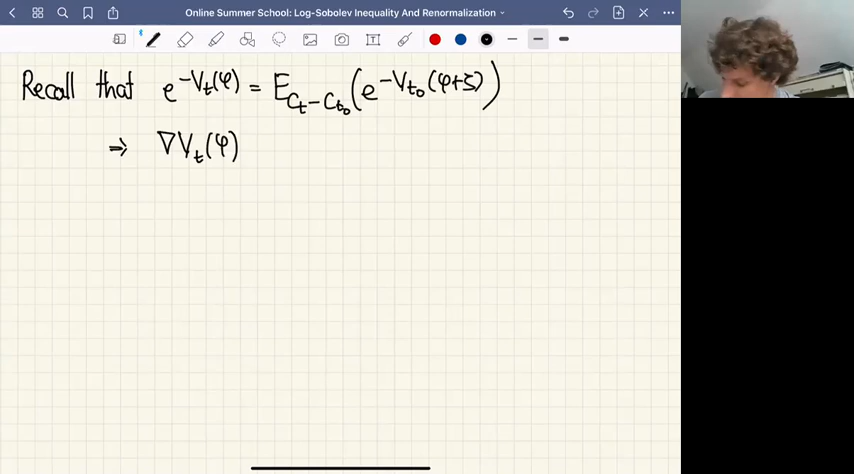 Online Summer School: Log-Sobolev Inequality And Renormalization
Recall that e^{-V_t(φ)} = E_{C_t - C_{t_0}}(e^{-V_{t_0}(φ+ζ)})
⇒ ∇V_t(φ)